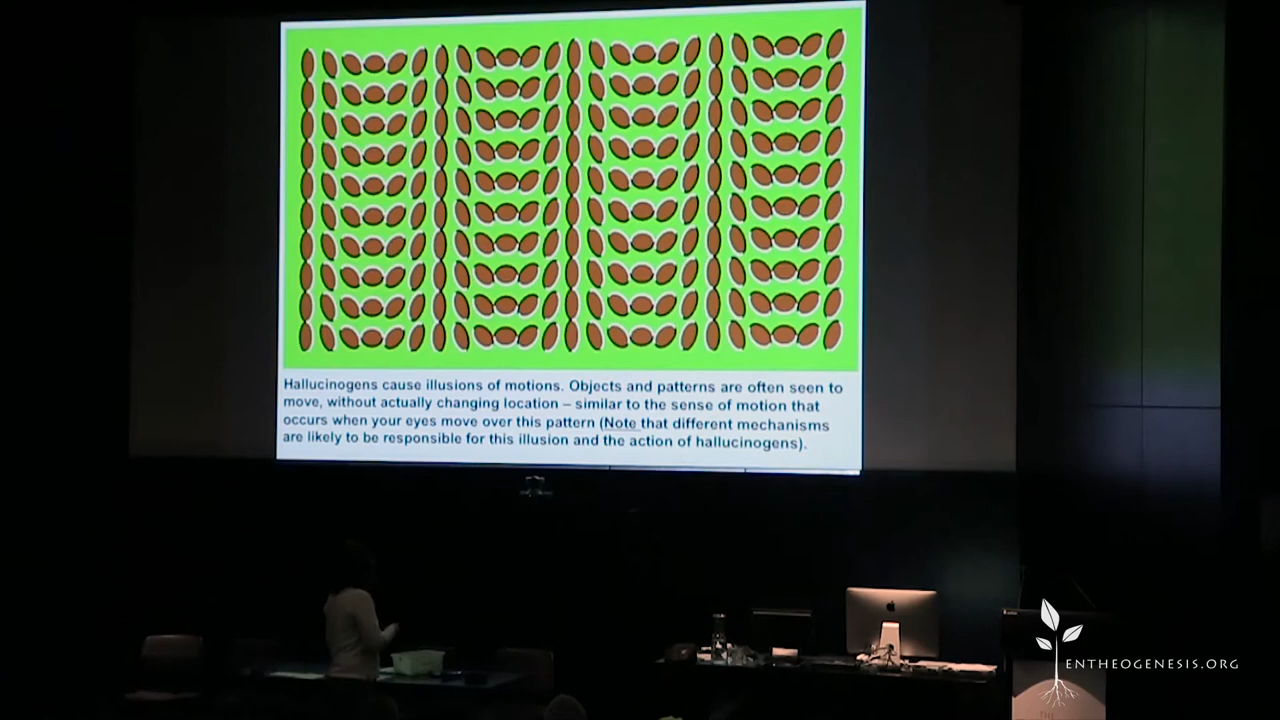 Hallucinogens cause illusions of motions. Objects and patterns are often seen to
move, without actually changing location – similar to the sense of motion that
occurs when your eyes move over this pattern (Note that different mechanisms
are likely to be responsible for this illusion and the action of hallucinogens).
ENTHEOGENESIS.ORG
THE